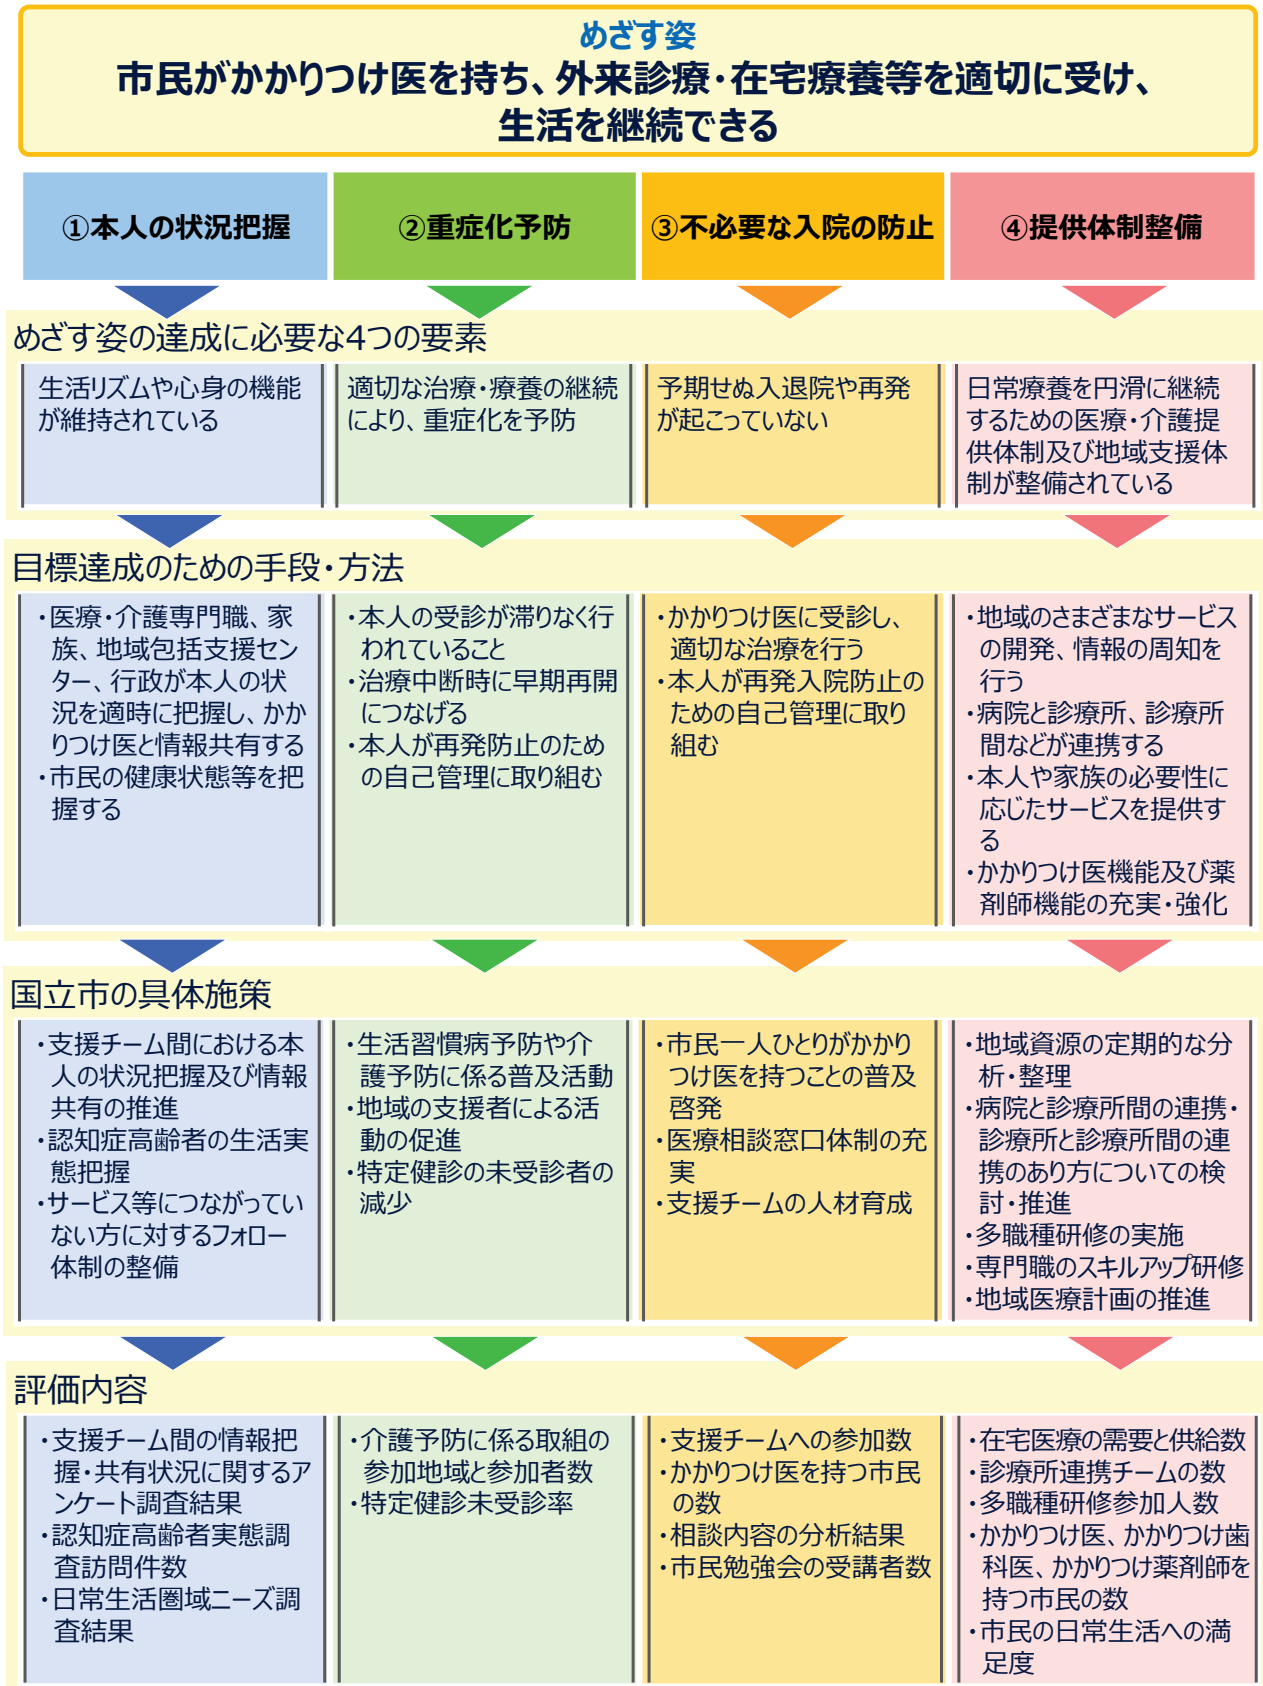 めざす姿
市民がかかりつけ医を持ち、外来診療・在宅療養等を適切に受け、
生活を継続できる
①本人の状況把握
②重症化予防
③不必要な入院の防止
④提供体制整備
めざす姿の達成に必要な4つの要素
生活リズムや心身の機能
が維持されている
適切な治療・療養の継続
により、重症化を予防
予期せぬ入退院や再発
が起こっていない
日常療養を円滑に継続
するための医療・介護提
供体制及び地域支援体
制が整備されている
目標達成のための手段・方法
・医療・介護専門職、家
族、地域包括支援セン
ター、行政が本人の状
況を適時に把握し、かか
りつけ医と情報共有する
・市民の健康状態等を把
握する
・本人の受診が滞りなく行
われていること
・治療中断時に早期再開
につなげる
・本人が再発防止のため
の自己管理に取り組む
・かかりつけ医に受診し、
適切な治療を行う
・本人が再発入院防止の
ための自己管理に取り
組む
・地域のさまざまなサービス
の開発、情報の周知を
行う
・病院と診療所、診療所
間などが連携する
・本人や家族の必要性に
応じたサービスを提供す
る
・かかりつけ医機能及び薬
剤師機能の充実・強化
国立市の具体施策
・支援チーム間における本
人の状況把握及び情報
共有の推進
・認知症高齢者の生活実
態把握
・サービス等につながってい
ない方に対するフォロー
体制の整備
・生活習慣病予防や介
護予防に係る普及活動
・地域の支援者による活
動の促進
・特定健診の未受診者の
減少
・市民一人ひとりがかかり
つけ医を持つことの普及
啓発
・医療相談窓口体制の充
実
・支援チームの人材育成
・地域資源の定期的な分
析・整理
・病院と診療所間の連携・
診療所と診療所間の連
携のあり方についての検
討・推進
・多職種研修の実施
・専門職のスキルアップ研修
・地域医療計画の推進
評価内容
・支援チーム間の情報把
握・共有状況に関するア
ンケート調査結果
・認知症高齢者実態調
査訪問件数
・日常生活圏域ニーズ調
査結果
・介護予防に係る取組の
参加地域と参加者数
・特定健診未受診率
・支援チームへの参加数
・かかりつけ医を持つ市民
の数
・相談内容の分析結果
・市民勉強会の受講者数
・在宅医療の需要と供給数
・診療所連携チームの数
・多職種研修参加人数
・かかりつけ医、かかりつけ歯
科医、かかりつけ薬剤師を
持つ市民の数
・市民の日常生活への満
足度